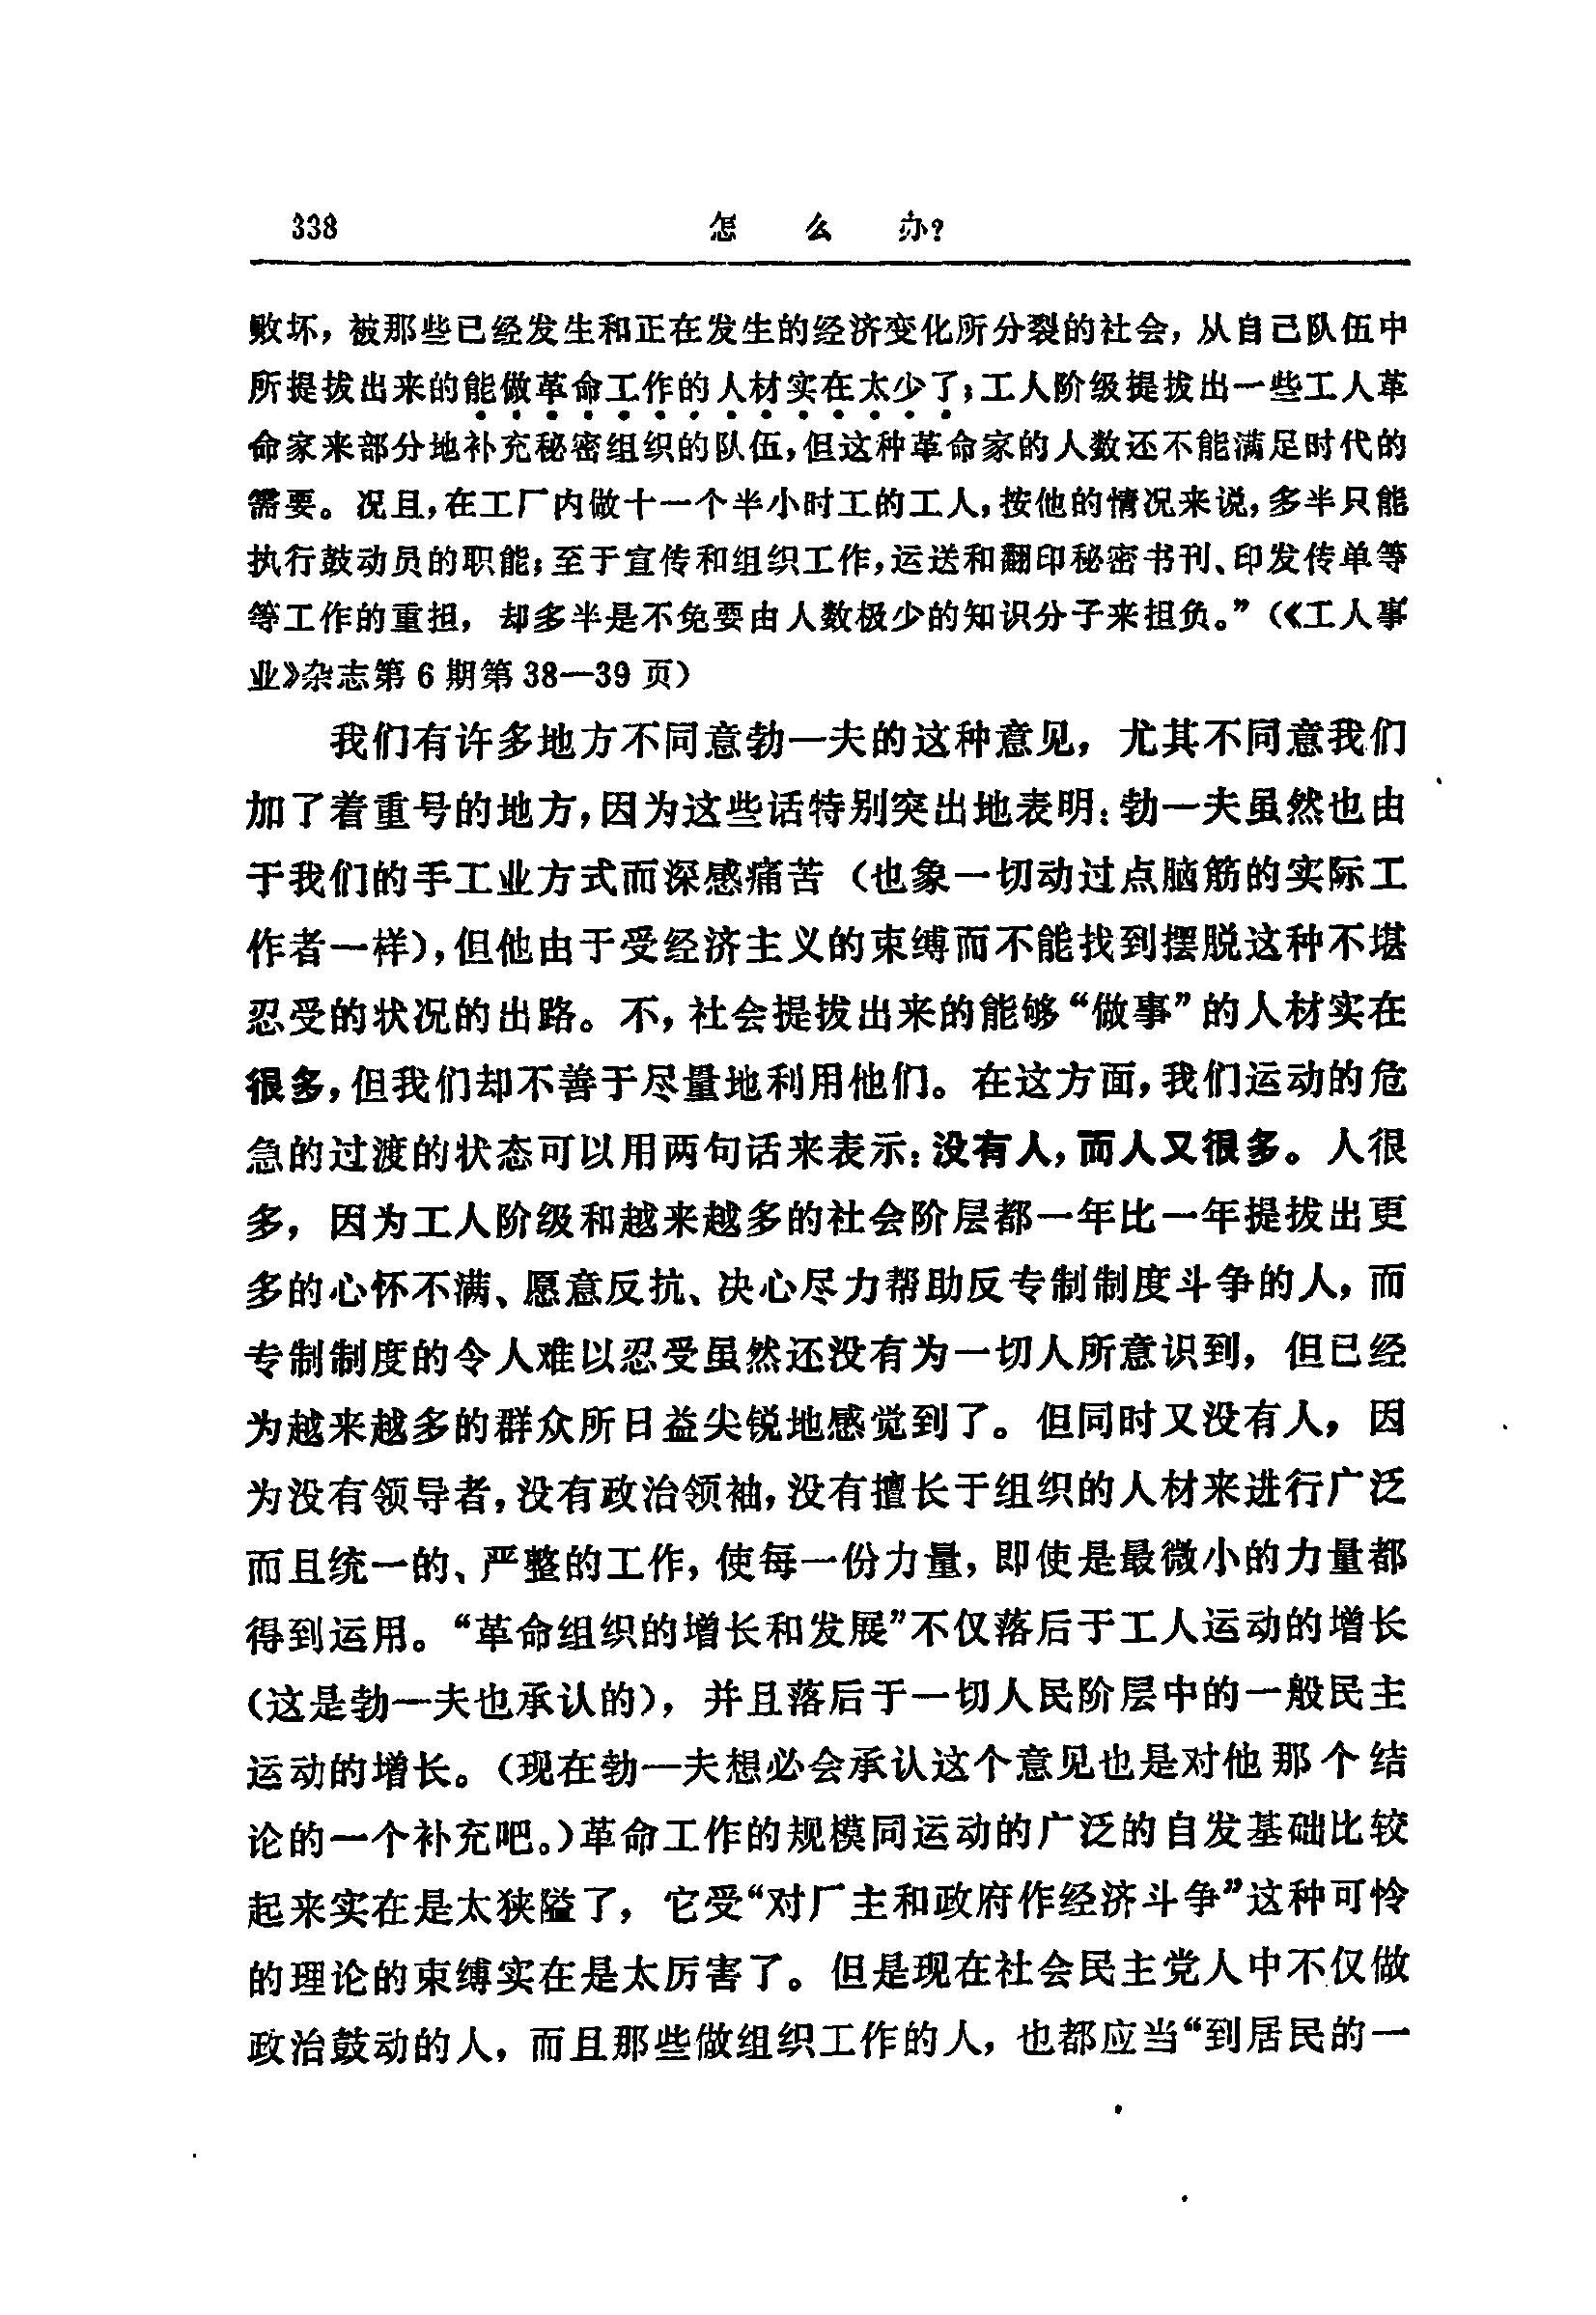 338 怎么办?
败坏，被那些已经发生和正在发生的经济变化所分裂的社会，从自己队伍中
所提拔出来的能做革命工作的人材实在太少了；工人阶级提拔出一些工人革
命家来部分地补充秘密组织的队伍，但这种革命家的人数还不能满足时代的
需要。况且，在工厂内做十一个半小时工的工人，按他的情况来说，多半只能
执行鼓动员的职能；至于宣传和组织工作，运送和翻印秘密书刊、印发传单等
等工作的重担，却多半是不免要由人数极少的知识分子来担负。”（《工人事
业》杂志第6期第38—39页）
我们有许多地方不同意勃—夫的这种意见，尤其不同意我们
加了着重号的地方，因为这些话特别突出地表明：勃—夫虽然也由
于我们的手工业方式而深感痛苦（也象一切动过点脑筋的实际工
作者一样），但他由于受经济主义的束缚而不能找到摆脱这种不堪
忍受的状况的出路。不，社会提拔出来的能够“做事”的人材实在
很多，但我们却不善于尽量地利用他们。在这方面，我们运动的危
急的过渡的状态可以用两句话来表示：没有人，而人又很多。人很
多，因为工人阶级和越来越多的社会阶层都一年比一年提拔出更
多的心怀不满、愿意反抗、决心尽力帮助反专制制度斗争的人，而
专制制度的令人难以忍受虽然还没有为一切人所意识到，但已经
为越来越多的群众所日益尖锐地感觉到了。但同时又没有人，因
为没有领导者，没有政治领袖，没有擅长于组织的人材来进行广泛
而且统一的、严整的工作，使每一份力量，即使是最微小的力量都
得到运用。“革命组织的增长和发展”不仅落后于工人运动的增长
（这是勃—夫也承认的），并且落后于一切人民阶层中的一般民主
运动的增长。（现在勃—夫想必会承认这个意见也是对他那个结
论的一个补充吧。）革命工作的规模同运动的广泛的自发基础比较
起来实在是太狭隘了，它受“对厂主和政府作经济斗争”这种可怜
的理论的束缚实在是太厉害了。但是现在社会民主党人中不仅做
政治鼓动的人，而且那些做组织工作的人，也都应当“到居民的一